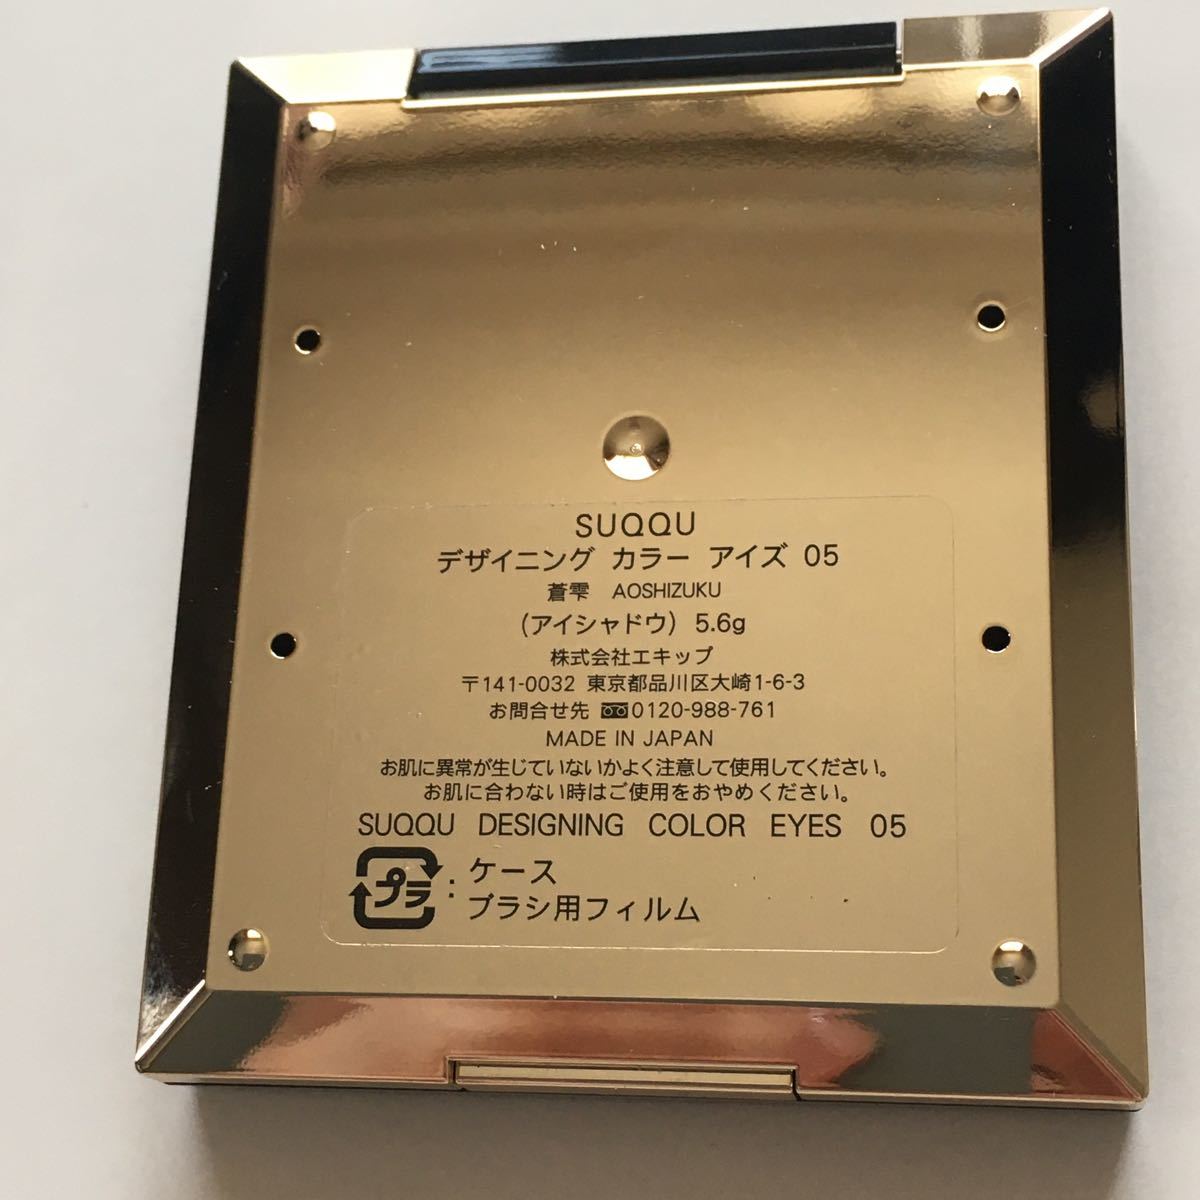 SUQQU
デザイニング カラー アイズ 05
蒼雫　AOSHIZUKU
(アイシャドウ) 5.6g
株式会社エキップ
〒141-0032 東京都品川区大崎1-6-3
お問合せ先 0120-988-761
MADE IN JAPAN
お肌に異常が生じていないかよく注意して使用してください。
お肌に合わない時はご使用をおやめください。
SUQQU DESIGNING COLOR EYES 05
プラ : ケース
ブラシ用フィルム